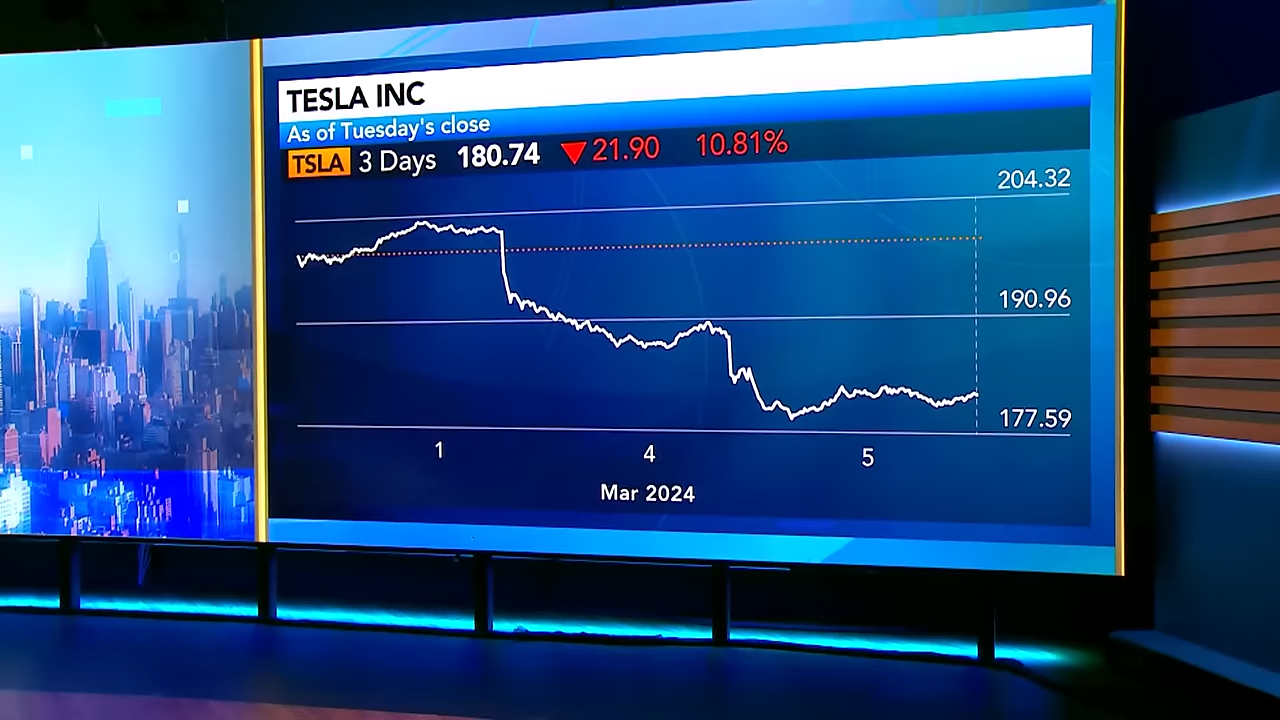 TESLA INC
As of Tuesday's close
TSLA 3 Days 180.74 ▼21.90 10.81%
204.32
190.96
177.59
1 4 5
Mar 2024